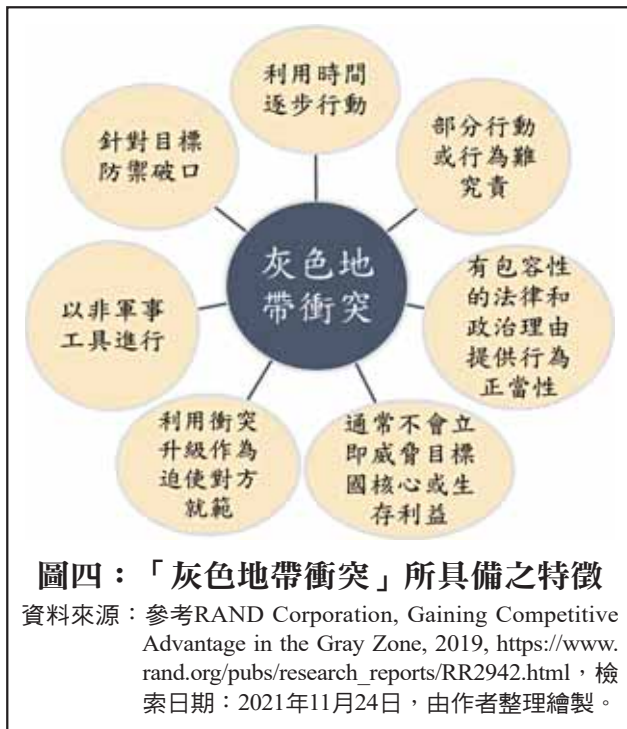 利用時間
逐步行動
部分行動
或行為難
究責
有包容性
的法律和
政治理由
提供行為
正當性
通常不會立
即威脅目標
國核心或生
存利益
利用衝突
升級作為
迫使對方
就範
以非軍事
工具進行
針對目標
防禦破口
灰色地
帶衝突
圖四：「灰色地帶衝突」所具備之特徵
資料來源：參考RAND Corporation, Gaining Competitive
Advantage in the Gray Zone, 2019, https://www.
rand.org/pubs/research_reports/RR2942.html，檢
索日期：2021年11月24日，由作者整理繪製。